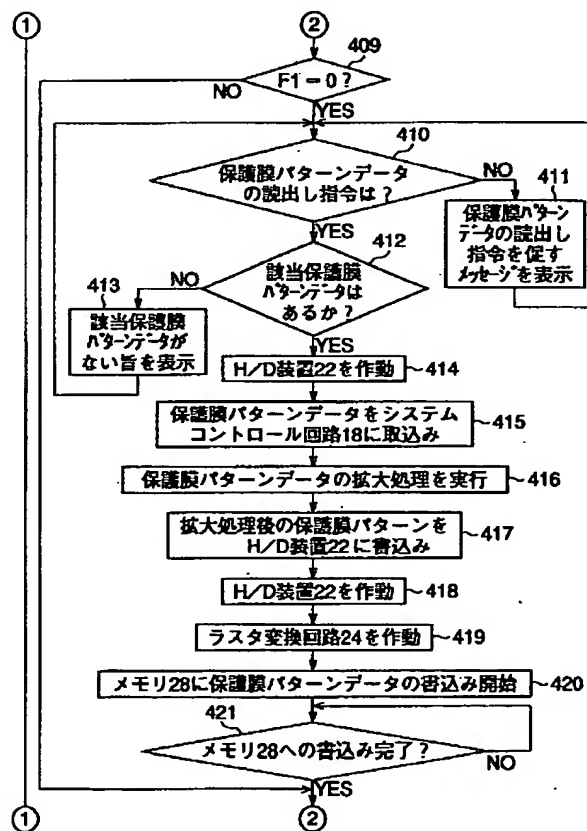 ①
②
409
F1=0?
NO
YES
410
保護膜パターンデータ
の読出し指令は?
NO
411
保護膜パターン
データの読出し
指令を促す
メッセージを表示
YES
412
該当保護膜
パターンデータは
あるか?
NO
413
該当保護膜
パターンデータが
ない旨を表示
YES
H/D装置22を作動
414
保護膜パターンデータをシステム
コントロール回路18に取込み
415
保護膜パターンデータの拡大処理を実行
416
拡大処理後の保護膜パターンを
H/D装置22に書込み
417
H/D装置22を作動
418
ラスタ変換回路24を作動
419
メモリ28に保護膜パターンデータの書込み開始
420
421
メモリ28への書込み完了?
NO
YES
①
②